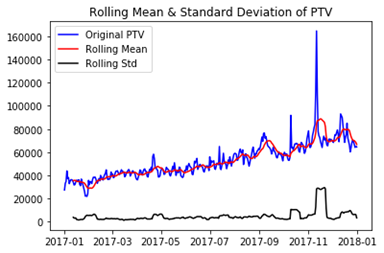 Rolling Mean & Standard Deviation of PTV
Original PTV
Rolling Mean
Rolling Std
160000
140000
120000
100000
80000
60000
40000
20000
0
2017-01 2017-03 2017-05 2017-07 2017-09 2017-11 2018-01